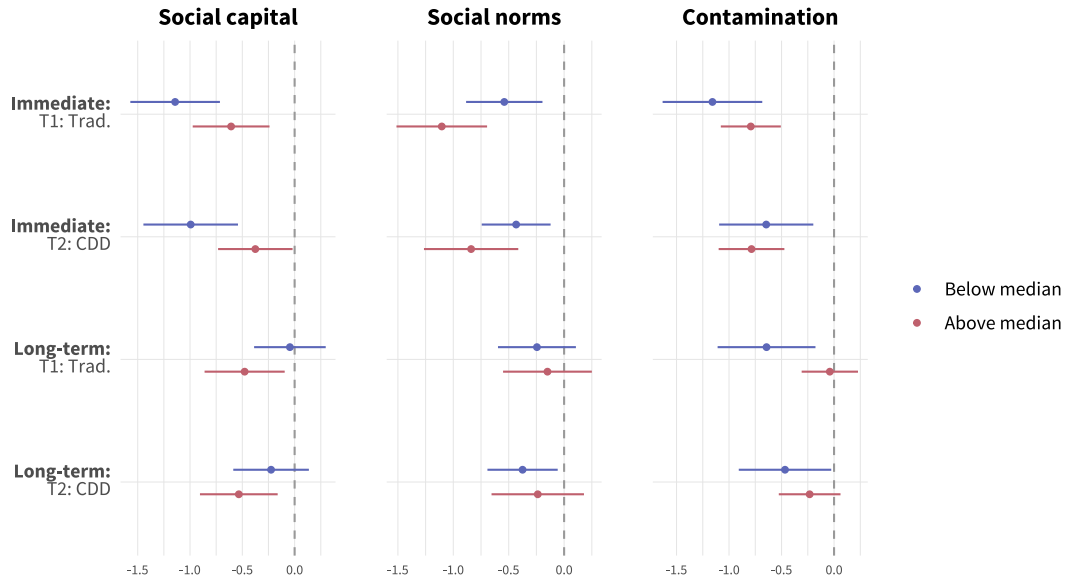 Social capital
Social norms
Contamination
Immediate:
T1: Trad.
Immediate:
T2: CDD
Long-term:
T1: Trad.
Long-term:
T2: CDD
Below median
Above median
-1.5 -1.0 -0.5 0.0
-1.5 -1.0 -0.5 0.0
-1.5 -1.0 -0.5 0.0